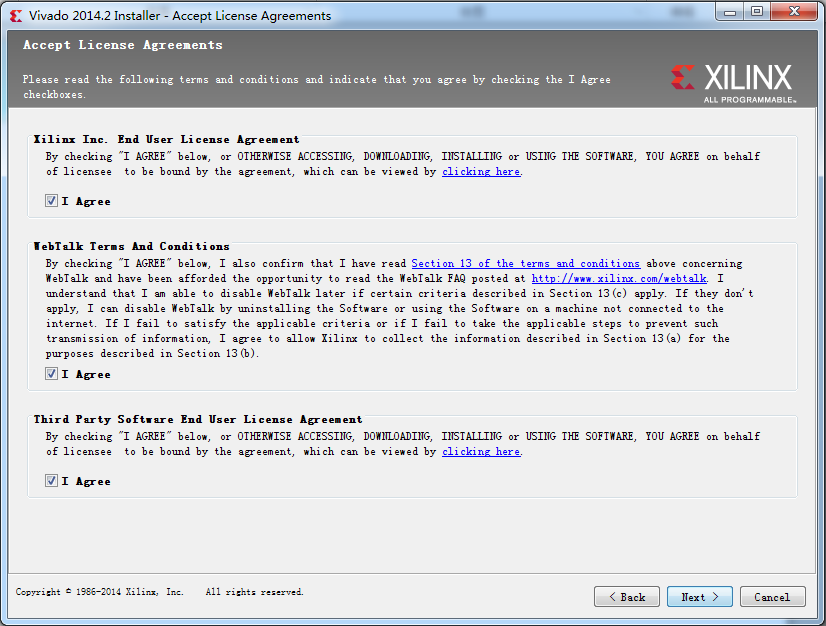 Vivado 2014.2 Installer - Accept License Agreements
Accept License Agreements
Please read the following terms and conditions and indicate that you agree by checking the I Agree
checkboxes.
XILINX
ALL PROGRAMMABLE™
Xilinx Inc. End User License Agreement
By checking "I AGREE" below, or OTHERWISE ACCESSING, DOWNLOADING, INSTALLING or USING THE SOFTWARE, YOU AGREE on behalf
of licensee to be bound by the agreement, which can be viewed by clicking here.
I Agree
WebTalk Terms And Conditions
By checking "I AGREE" below, I also confirm that I have read Section 13 of the terms and conditions above concerning
WebTalk and have been afforded the opportunity to read the WebTalk FAQ posted at http://www.xilinx.com/webtalk. I
understand that I am able to disable WebTalk later if certain criteria described in Section 13(c) apply. If they don't
apply, I can disable WebTalk by uninstalling the Software or using the Software on a machine not connected to the
internet. If I fail to satisfy the applicable criteria or if I fail to take the applicable steps to prevent such
transmission of information, I agree to allow Xilinx to collect the information described in Section 13(a) for the
purposes described in Section 13(b).
I Agree
Third Party Software End User License Agreement
By checking "I AGREE" below, or OTHERWISE ACCESSING, DOWNLOADING, INSTALLING or USING THE SOFTWARE, YOU AGREE on behalf
of licensee to be bound by the agreement, which can be viewed by clicking here.
I Agree
Copyright © 1986-2014 Xilinx, Inc. All rights reserved.
< Back Next > Cancel